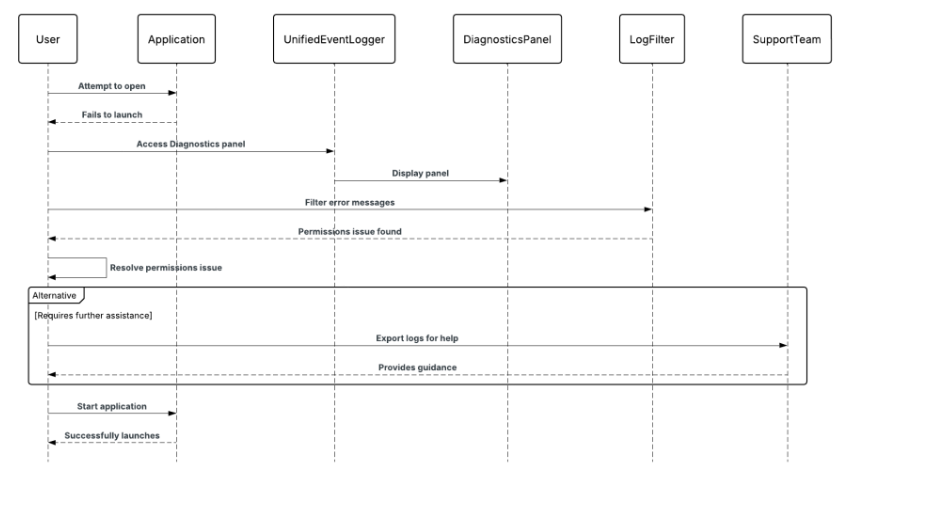 User
Application
UnifiedEventLogger
DiagnosticsPanel
LogFilter
SupportTeam
Attempt to open
Fails to launch
Access Diagnostics panel
Display panel
Filter error messages
Permissions issue found
Resolve permissions issue
Alternative
[Requires further assistance]
Export logs for help
Provides guidance
Start application
Successfully launches